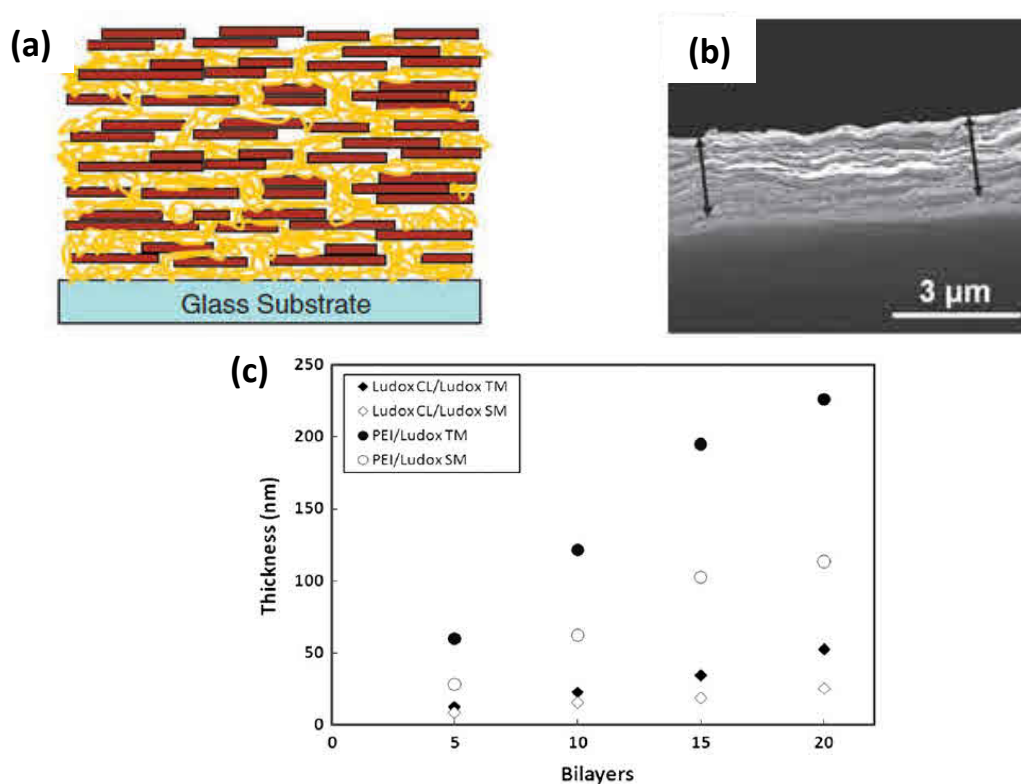 (a)
Glass Substrate
(b)
3 µm
(c)
250
200
150
100
50
0
Thickness (nm)
Ludox CL/Ludox TM
Ludox CL/Ludox SM
PEI/Ludox TM
PEI/Ludox SM
0 5 10 15 20
Bilayers